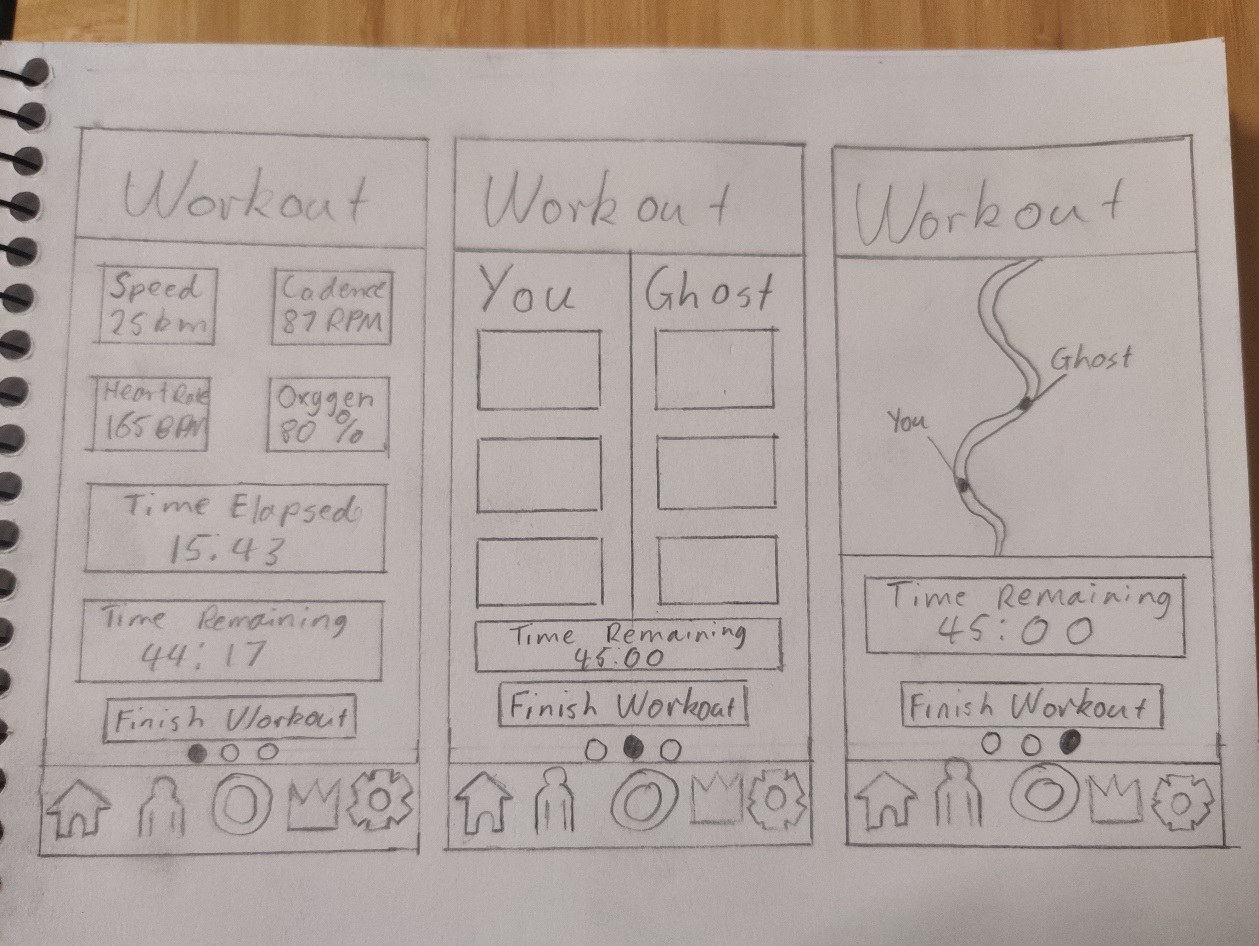 Workout
Speed
25 km
Cadence
87 RPM
Heart Rate
165 BPM
Oxygen
80 %
Time Elapsed
15:43
Time Remaining
44:17
Finish Workout
Workout
You
Ghost
Time Remaining
45:00
Finish Workout
Workout
Ghost
You
Time Remaining
45:00
Finish Workout